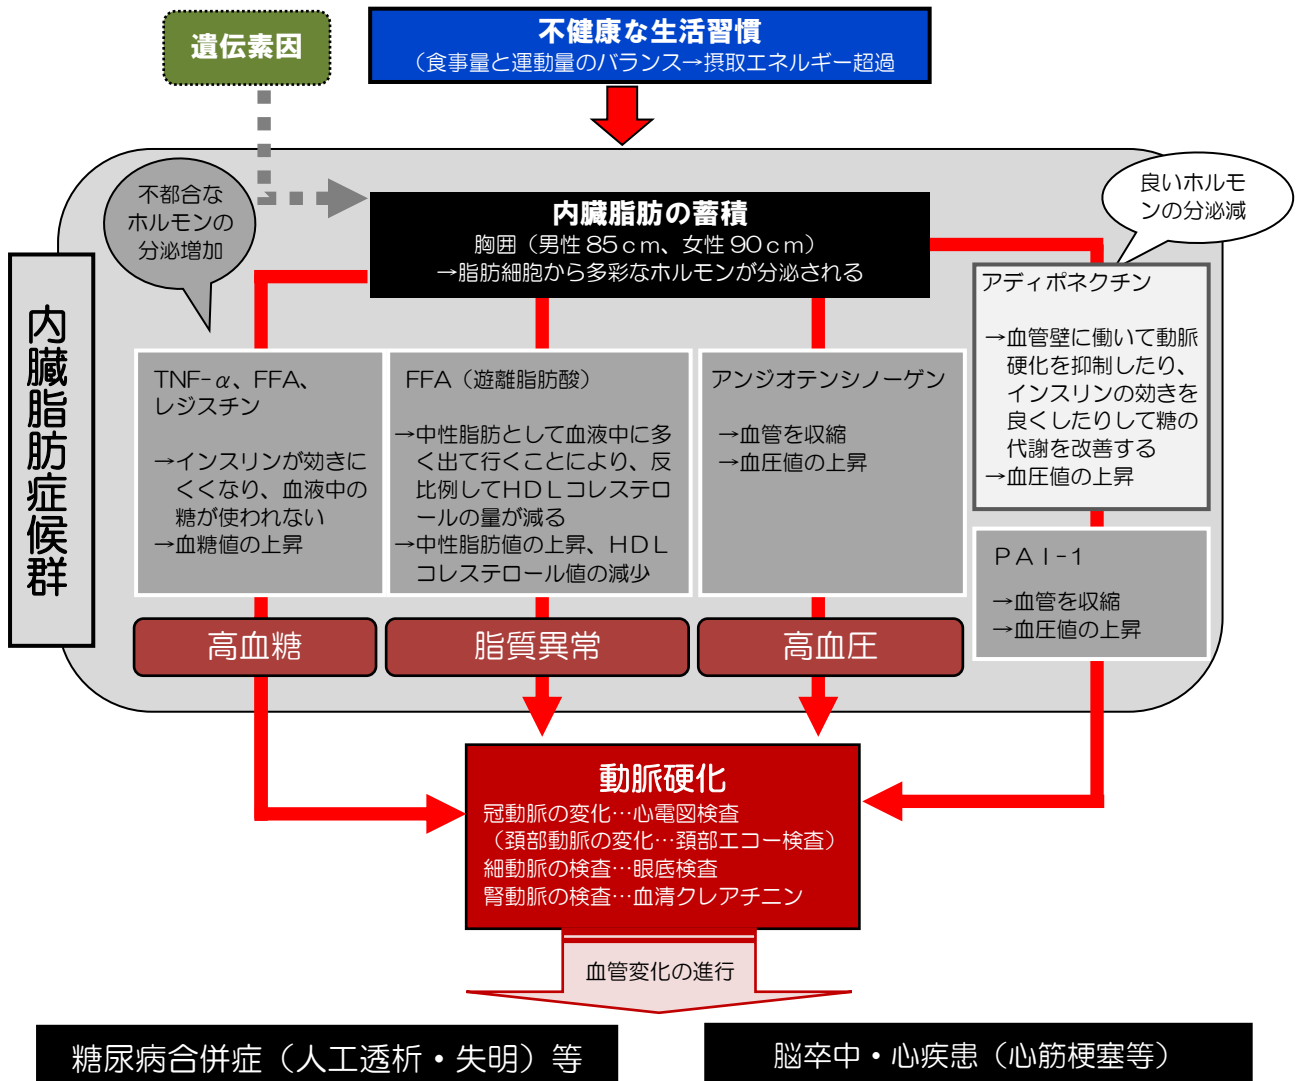 遺伝素因
不健康な生活習慣
（食事量と運動量のバランス→摂取エネルギー超過
不都合な
ホルモンの
分泌増加
良いホルモ
ンの分泌減
内臓脂肪の蓄積
胸囲（男性 85ｃｍ、女性 90ｃｍ）
→脂肪細胞から多彩なホルモンが分泌される
内臓脂肪症候群
TNF-α、FFA、
レジスチン
→インスリンが効きに
くくなり、血液中の
糖が使われない
→血糖値の上昇
FFA（遊離脂肪酸）
→中性脂肪として血液中に多
く出て行くことにより、反
比例してＨＤＬコレステロ
ールの量が減る
→中性脂肪値の上昇、ＨＤＬ
コレステロール値の減少
アンジオテンシノーゲン
→血管を収縮
→血圧値の上昇
アディポネクチン
→血管壁に働いて動脈
硬化を抑制したり、
インスリンの効きを
良くしたりして糖の
代謝を改善する
→血圧値の上昇
ＰＡＩ-1
→血管を収縮
→血圧値の上昇
高血糖
脂質異常
高血圧
動脈硬化
冠動脈の変化…心電図検査
（頚部動脈の変化…頚部エコー検査）
細動脈の検査…眼底検査
腎動脈の検査…血清クレアチニン
血管変化の進行
糖尿病合併症（人工透析・失明）等
脳卒中・心疾患（心筋梗塞等）